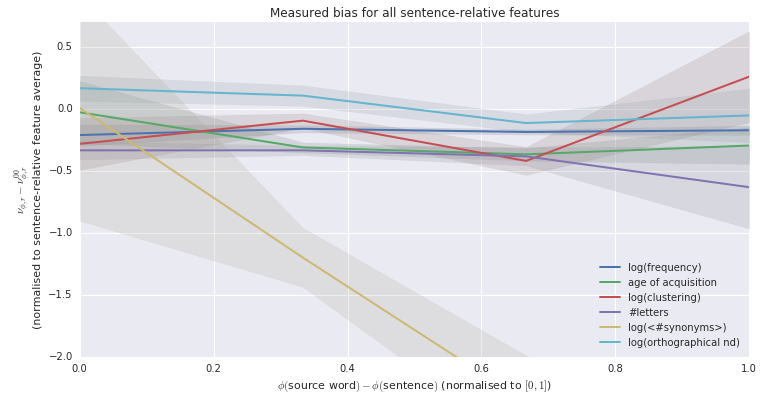 Measured bias for all sentence-relative features
0.5
0.0
−0.5
−1.0
−1.5
−2.0
ν_{ϕ,r} − ν^{00}_{ϕ,r}
(normalised to sentence-relative feature average)
log(frequency)
age of acquisition
log(clustering)
#letters
log(<#synonyms>)
log(orthographical nd)
0.0 0.2 0.4 0.6 0.8 1.0
ϕ(source word) − ϕ(sentence) (normalised to [0, 1])